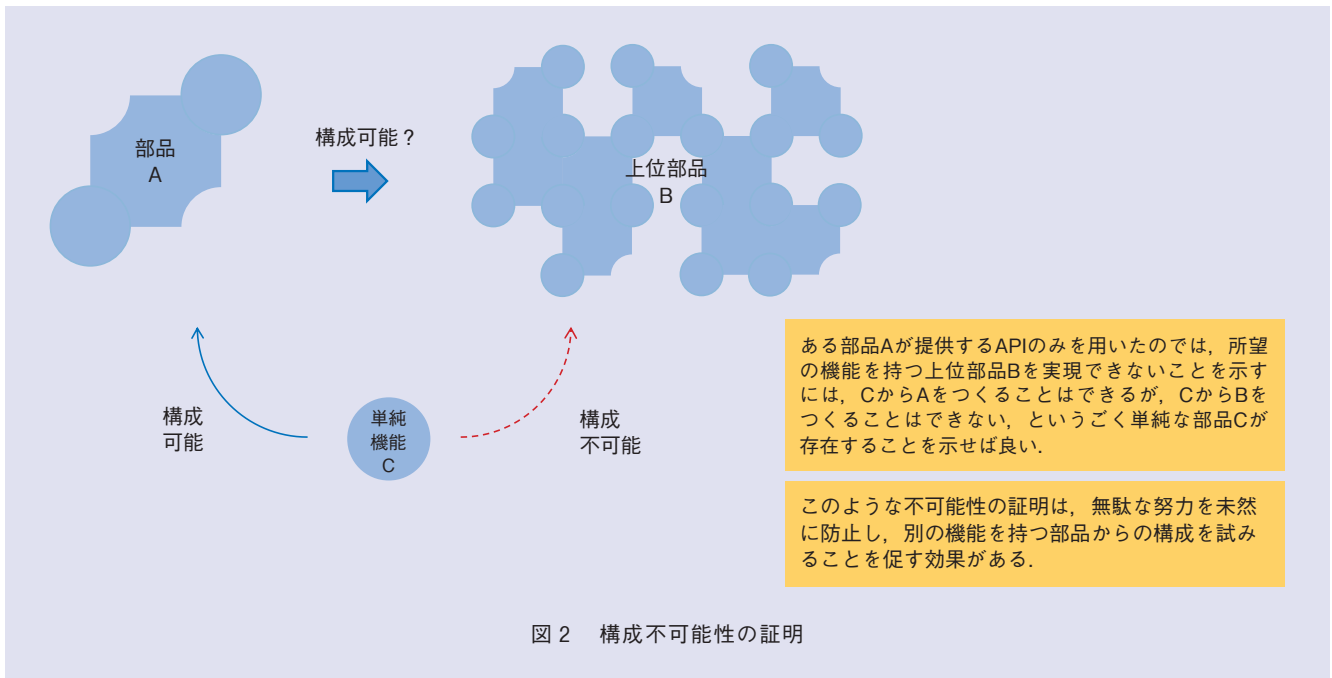 部品
A
構成可能？
上位部品
B
構成
可能
単純
機能
C
構成
不可能
ある部品Aが提供するAPIのみを用いたのでは，所望
の機能を持つ上位部品Bを実現できないことを示す
には，CからAをつくることはできるが，CからBを
つくることはできない，というごく単純な部品Cが
存在することを示せば良い．
このような不可能性の証明は，無駄な努力を未然
に防止し，別の機能を持つ部品からの構成を試み
ることを促す効果がある．
図2　構成不可能性の証明